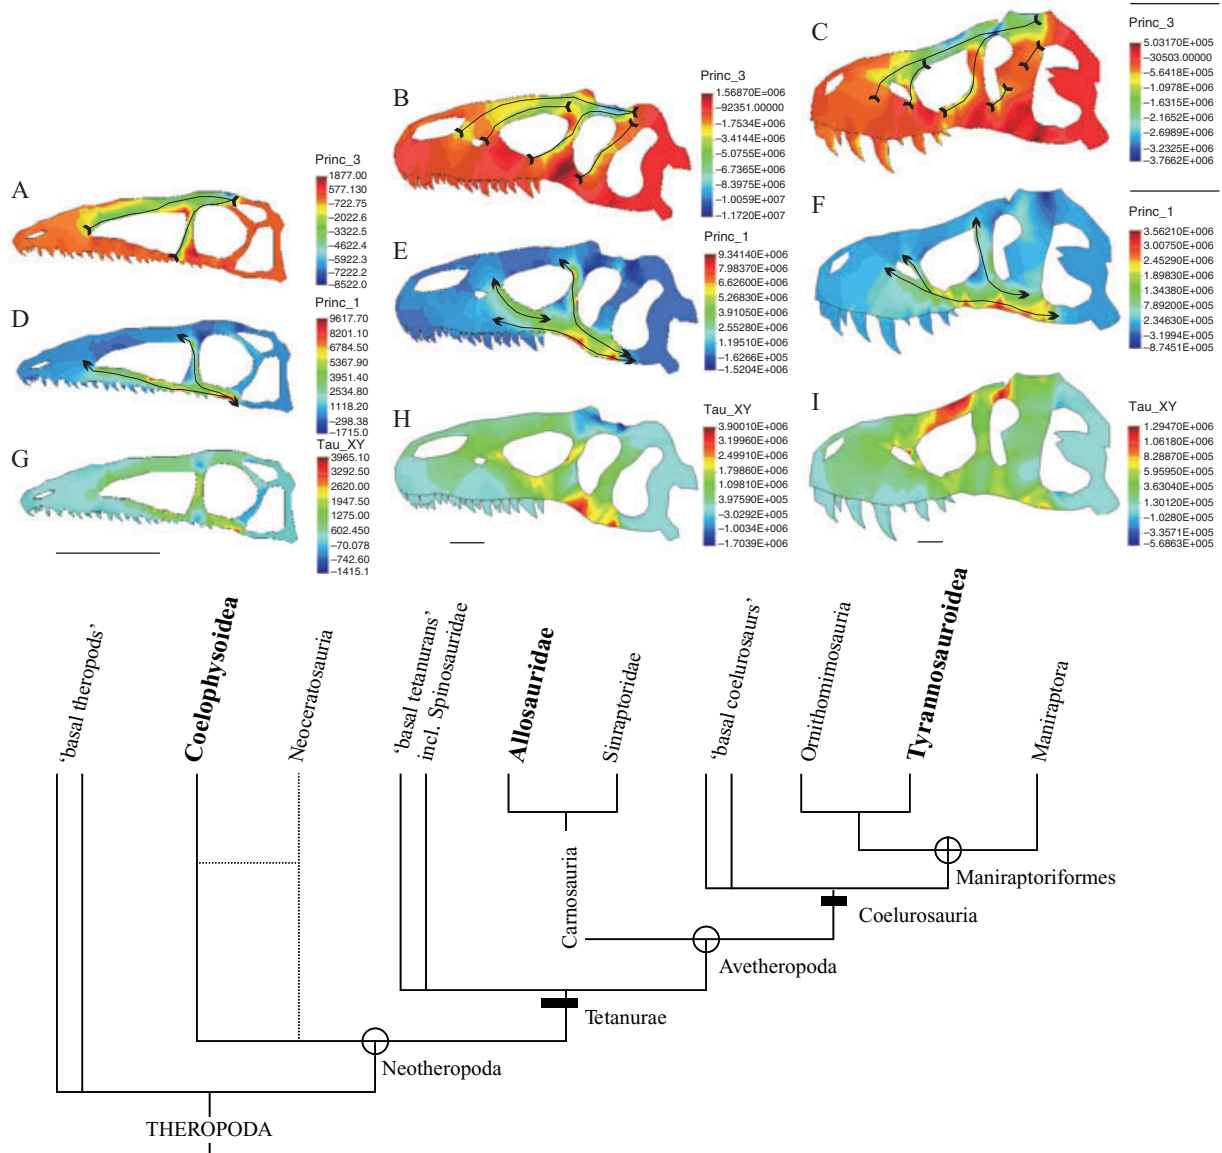 A
Princ_3
1877.00
577.130
−722.75
−2022.6
−3322.5
−4622.4
−5922.3
−7222.2
−8522.0
B
Princ_3
1.56870E=006
−92351.00000
−1.7534E+006
−3.4144E+006
−5.0755E+006
−6.7365E+006
−8.3975E+006
−1.0059E+007
−1.1720E+007
C
Princ_3
5.03170E+005
−30503.00000
−5.6418E+005
−1.0978E+006
−1.6315E+006
−2.1652E+006
−2.6989E+006
−3.2325E+006
−3.7662E+006
D
Princ_1
9617.70
8201.10
6784.50
5367.90
3951.40
2534.80
1118.20
−298.38
−1715.0
E
Princ_1
9.34140E+006
7.98370E+006
6.62600E+006
5.26830E+006
3.91050E+006
2.55280E+006
1.19510E+006
−1.6266E+005
−1.5204E+006
F
Princ_1
3.56210E+006
3.00750E+006
2.45290E+006
1.89830E+006
1.34380E+006
7.89200E+005
2.34630E+005
−3.1994E+005
−8.7451E+005
G
Tau_XY
3965.10
3292.50
2620.00
1947.50
1275.00
602.450
−70.078
−742.60
−1415.1
H
Tau_XY
3.90010E+006
3.19960E+006
2.49910E+006
1.79860E+006
1.09810E+006
3.97590E+005
−3.0292E+005
−1.0034E+006
−1.7039E+006
I
Tau_XY
1.29470E+006
1.06180E+006
8.28870E+005
5.95950E+005
3.63040E+005
1.30120E+005
−1.0280E+005
−3.3571E+005
−5.6863E+005
‘basal theropods’
Coelophysoidea
Neoceratosauria
‘basal tetanurans’
incl. Spinosauridae
Allosauridae
Sinraptoridae
‘basal coelurosaurs’
Ornithomimosauria
Tyrannosauroidea
Maniraptora
Carnosauria
Maniraptoriformes
Coelurosauria
Avetheropoda
Tetanurae
Neotheropoda
THEROPODA